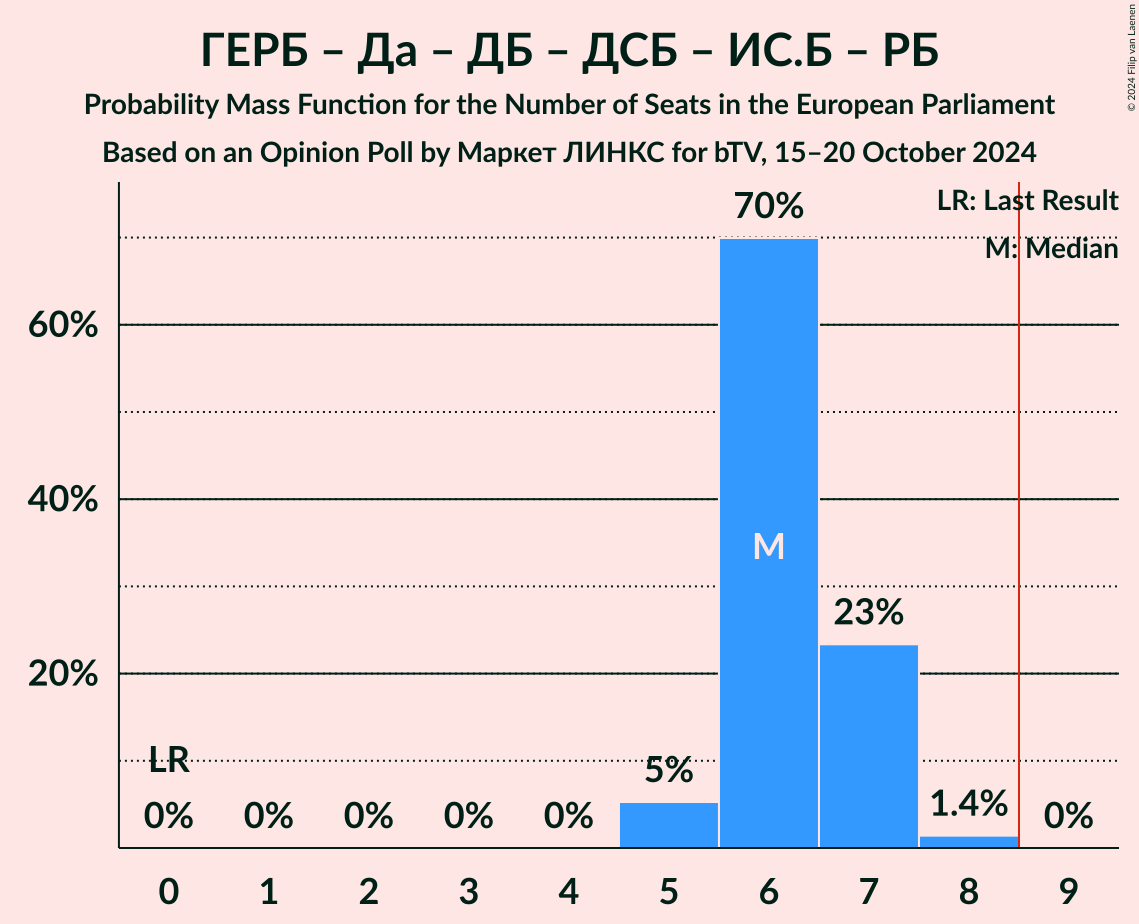 ГЕРБ – Да – ДБ – ДСБ – ИС.Б – РБ
Probability Mass Function for the Number of Seats in the European Parliament
Based on an Opinion Poll by Маркет ЛИНКС for bTV, 15–20 October 2024
© 2024 Filip van Laenen
LR: Last Result
M: Median
70%
60%
40%
M
23%
20%
LR
5%
0% 0% 0% 0% 0% 1.4% 0%
0 1 2 3 4 5 6 7 8 9